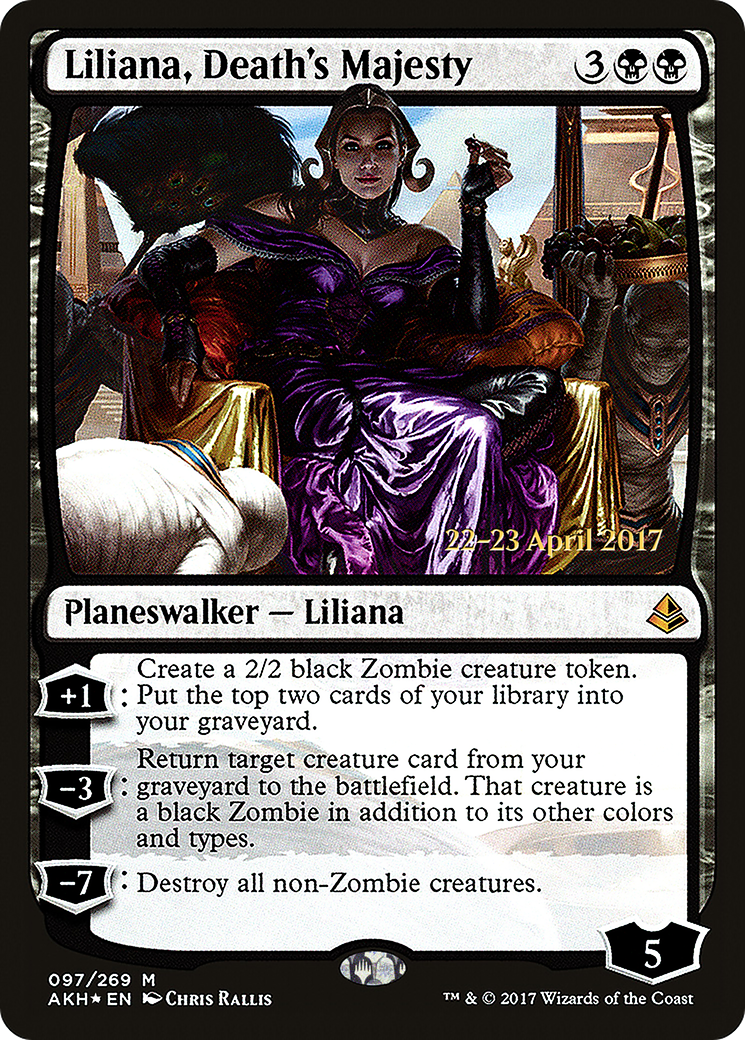 Liliana, Death's Majesty 3
22–23 April 2017
Planeswalker — Liliana
Create a 2/2 black Zombie creature token.
+1 : Put the top two cards of your library into
your graveyard.
Return target creature card from your
−3 : graveyard to the battlefield. That creature is
a black Zombie in addition to its other colors
and types.
−7 : Destroy all non-Zombie creatures.
5
097/269 M
AKH★EN Chris Rallis
™ & © 2017 Wizards of the Coast